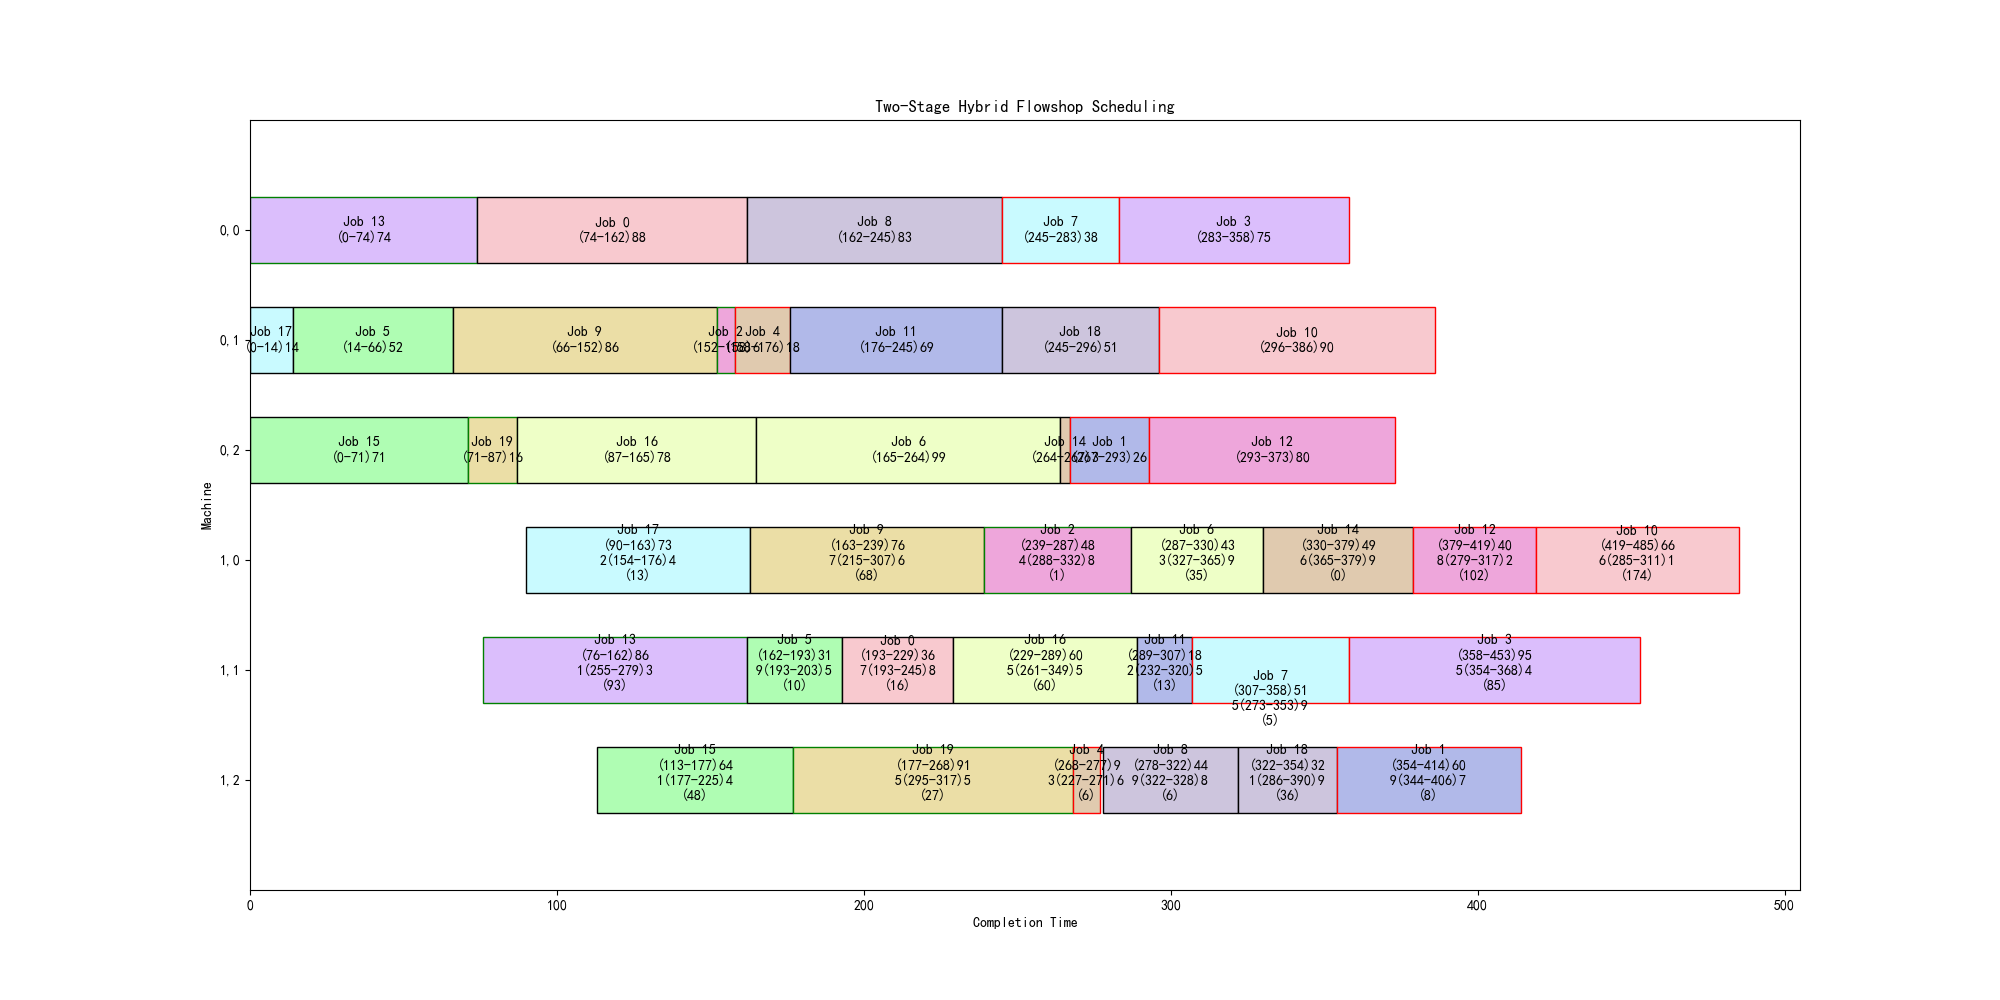 Two-Stage Hybrid Flowshop Scheduling
Machine
0,0
Job 13
(0-74)74
Job 0
(74-162)88
Job 8
(162-245)83
Job 7
(245-283)38
Job 3
(283-358)75
0,1
Job 17
(0-14)14
Job 5
(14-66)52
Job 9
(66-152)86
Job 2
(152-158)6
Job 4
(158-176)18
Job 11
(176-245)69
Job 18
(245-296)51
Job 10
(296-386)90
0,2
Job 15
(0-71)71
Job 19
(71-87)16
Job 16
(87-165)78
Job 6
(165-264)99
Job 14
(264-267)3
Job 1
(267-293)26
Job 12
(293-373)80
1,0
Job 17
(90-163)73
2(154-176)4
(13)
Job 9
(163-239)76
7(215-307)6
(68)
Job 2
(239-287)48
4(288-332)8
(1)
Job 6
(287-330)43
3(327-365)9
(35)
Job 14
(330-379)49
6(365-379)9
(0)
Job 12
(379-419)40
8(279-317)2
(102)
Job 10
(419-485)66
6(285-311)1
(174)
1,1
Job 13
(76-162)86
1(255-279)3
(93)
Job 5
(162-193)31
9(193-203)5
(10)
Job 0
(193-229)36
7(193-245)8
(16)
Job 16
(229-289)60
5(261-349)5
(60)
Job 11
(289-307)18
2(232-320)5
(13)
Job 7
(307-358)51
5(273-353)9
(5)
Job 3
(358-453)95
5(354-368)4
(85)
1,2
Job 15
(113-177)64
1(177-225)4
(48)
Job 19
(177-268)91
5(295-317)5
(27)
Job 4
(268-277)9
3(227-271)6
(6)
Job 8
(278-322)44
9(322-328)8
(6)
Job 18
(322-354)32
1(286-390)9
(36)
Job 1
(354-414)60
9(344-406)7
(8)
0
100
200
300
400
500
Completion Time